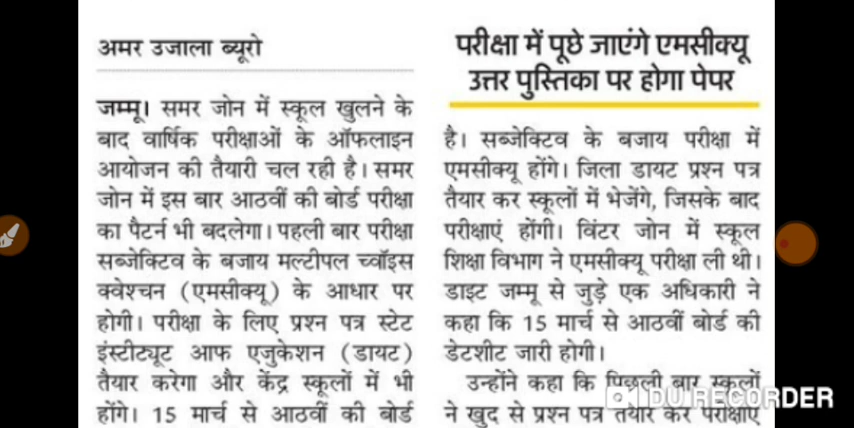 अमर उजाला ब्यूरो
जम्मू। समर जोन में स्कूल खुलने के
बाद वार्षिक परीक्षाओं के ऑफलाइन
आयोजन की तैयारी चल रही है। समर
जोन में इस बार आठवीं की बोर्ड परीक्षा
का पैटर्न भी बदलेगा। पहली बार परीक्षा
सब्जेक्टिव के बजाय मल्टीपल च्वॉइस
क्वेश्चन (एमसीक्यू) के आधार पर
होगी। परीक्षा के लिए प्रश्न पत्र स्टेट
इंस्टीट्यूट आफ एजुकेशन (डायट)
तैयार करेगा और केंद्र स्कूलों में भी
होंगे। 15 मार्च से आठवीं की बोर्ड
परीक्षा में पूछे जाएंगे एमसीक्यू
उत्तर पुस्तिका पर होगा पेपर
है। सब्जेक्टिव के बजाय परीक्षा में
एमसीक्यू होंगे। जिला डायट प्रश्न पत्र
तैयार कर स्कूलों में भेजेंगे, जिसके बाद
परीक्षाएं होंगी। विंटर जोन में स्कूल
शिक्षा विभाग ने एमसीक्यू परीक्षा ली थी।
डाइट जम्मू से जुड़े एक अधिकारी ने
कहा कि 15 मार्च से आठवीं बोर्ड की
डेटशीट जारी होगी।
उन्होंने कहा कि पिछली बार स्कूलों
ने खुद से प्रश्न पत्र तैयार कर परीक्षाएं
DU RECORDER